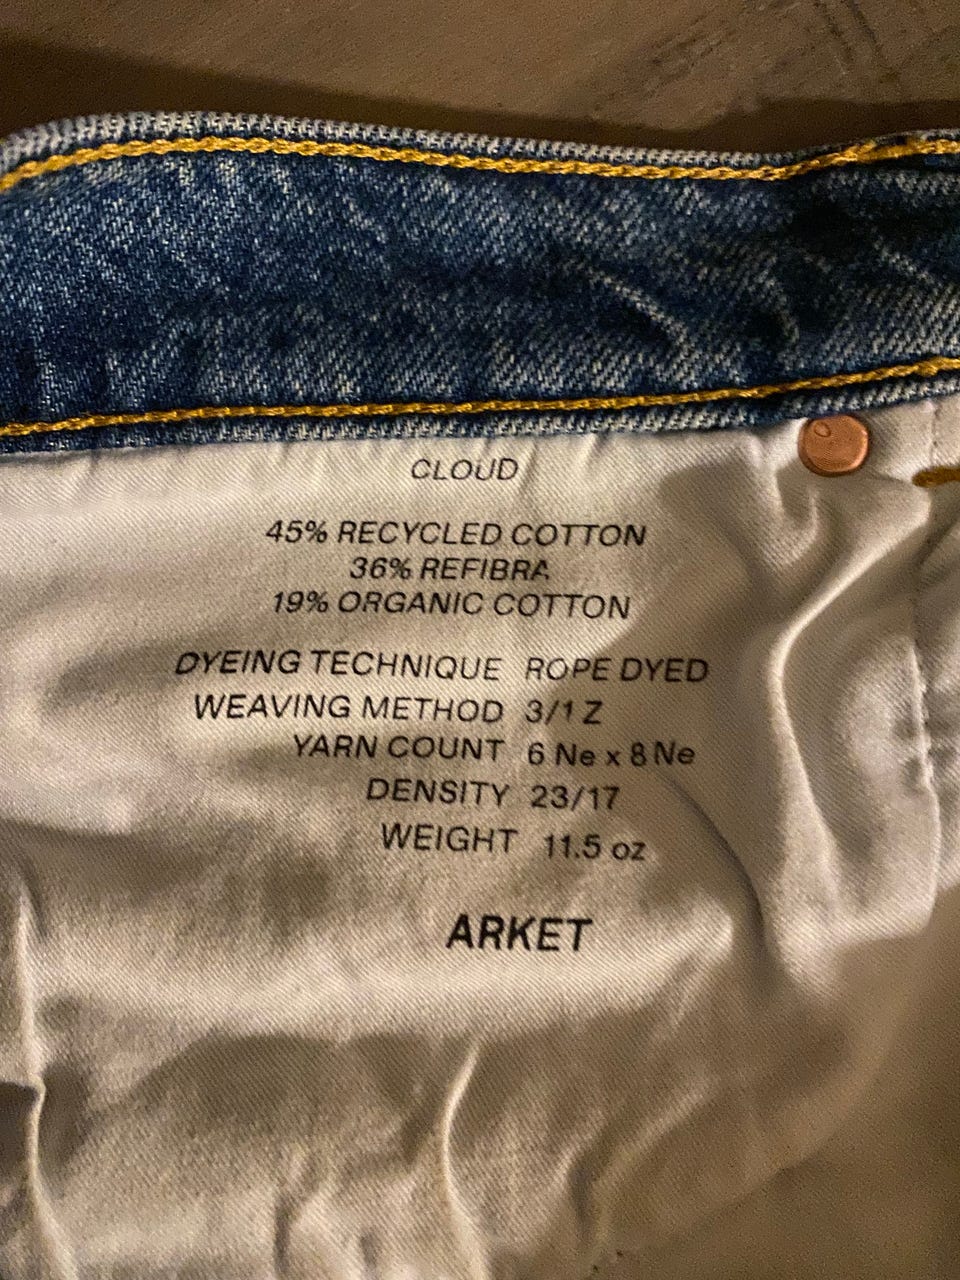 CLOUD
45% RECYCLED COTTON
36% REFIBRA
19% ORGANIC COTTON
DYEING TECHNIQUE ROPE DYED
WEAVING METHOD 3/1 Z
YARN COUNT 6 Ne x 8 Ne
DENSITY 23/17
WEIGHT 11.5 oz
ARKET